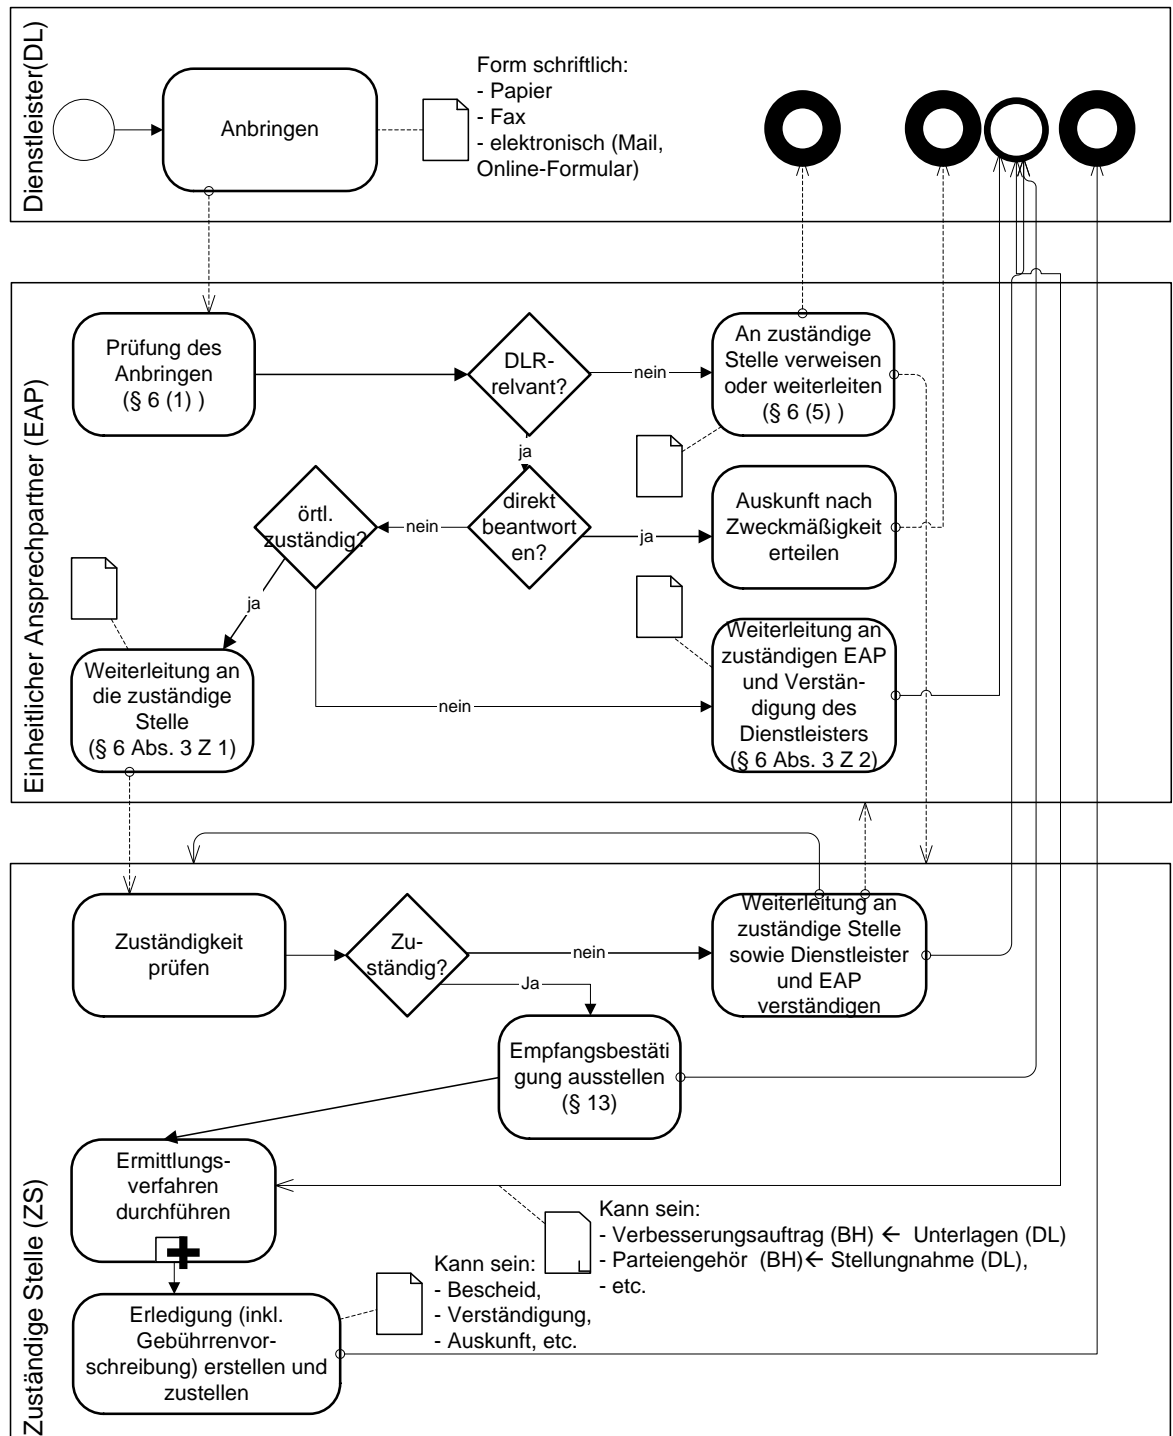 Dienstleister(DL)
Anbringen
Form schriftlich:
- Papier
- Fax
- elektronisch (Mail,
Online-Formular)
Einheitlicher Ansprechpartner (EAP)
Prüfung des
Anbringen
(§ 6 (1) )
DLR-
relvant?
nein
An zuständige
Stelle verweisen
oder weiterleiten
(§ 6 (5) )
ja
örtl.
zuständig?
nein
direkt
beantwort
en?
ja
Auskunft nach
Zweckmäßigkeit
erteilen
ja
Weiterleitung an
die zuständige
Stelle
(§ 6 Abs. 3 Z 1)
nein
Weiterleitung an
zuständigen EAP
und Verstän-
digung des
Dienstleisters
(§ 6 Abs. 3 Z 2)
Zuständige Stelle (ZS)
Zuständigkeit
prüfen
Zu-
ständig?
nein
Weiterleitung an
zuständige Stelle
sowie Dienstleister
und EAP
verständigen
Ja
Empfangsbestäti
gung ausstellen
(§ 13)
Ermittlungs-
verfahren
durchführen
Kann sein:
- Verbesserungsauftrag (BH) ← Unterlagen (DL)
- Parteiengehör (BH)← Stellungnahme (DL),
- etc.
Kann sein:
- Bescheid,
- Verständigung,
- Auskunft, etc.
Erledigung (inkl.
Gebührrenvor-
schreibung) erstellen und
zustellen